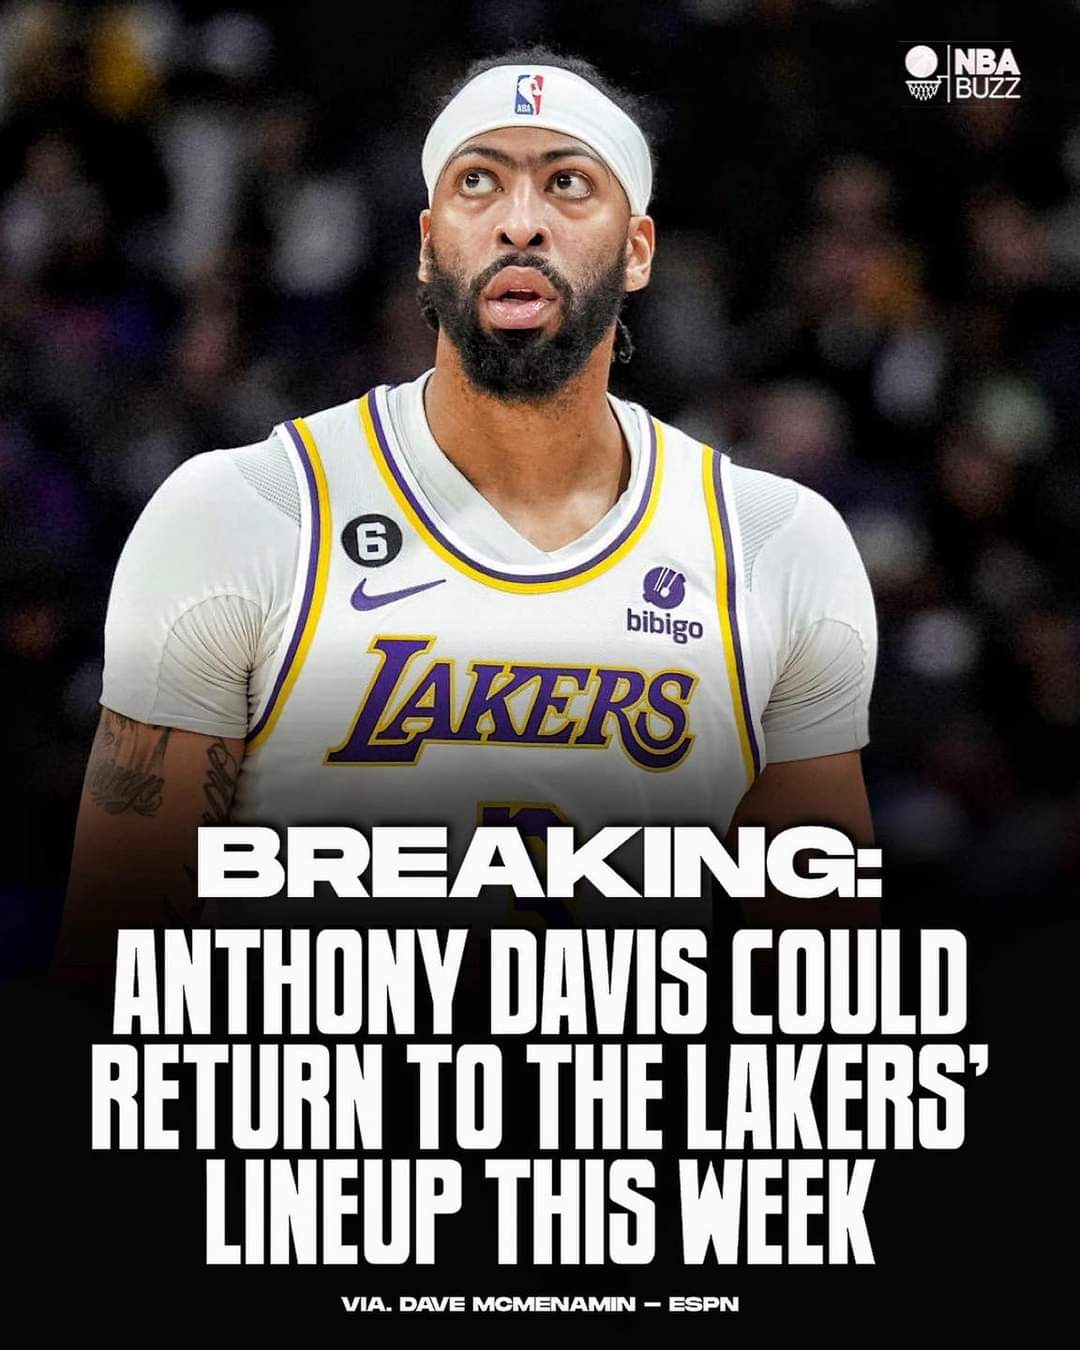 NBA
BUZZ
NBA
6
bibigo
LAKERS
BREAKING:
ANTHONY DAVIS COULD
RETURN TO THE LAKERS’
LINEUP THIS WEEK
VIA. DAVE MCMENAMIN – ESPN